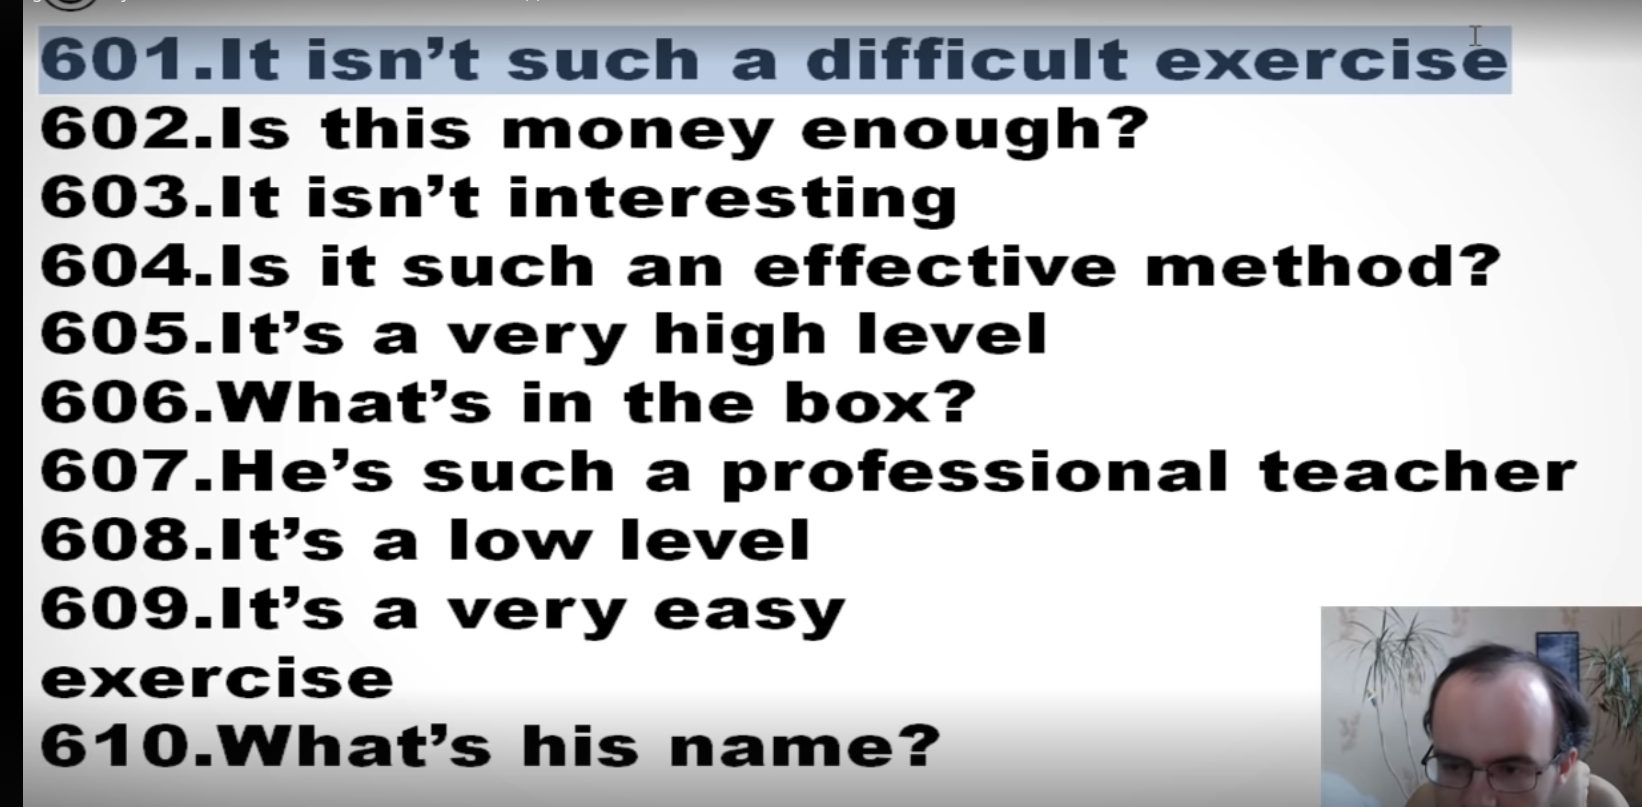 601.It isn’t such a difficult exercise
602.Is this money enough?
603.It isn’t interesting
604.Is it such an effective method?
605.It’s a very high level
606.What’s in the box?
607.He’s such a professional teacher
608.It’s a low level
609.It’s a very easy
exercise
610.What’s his name?